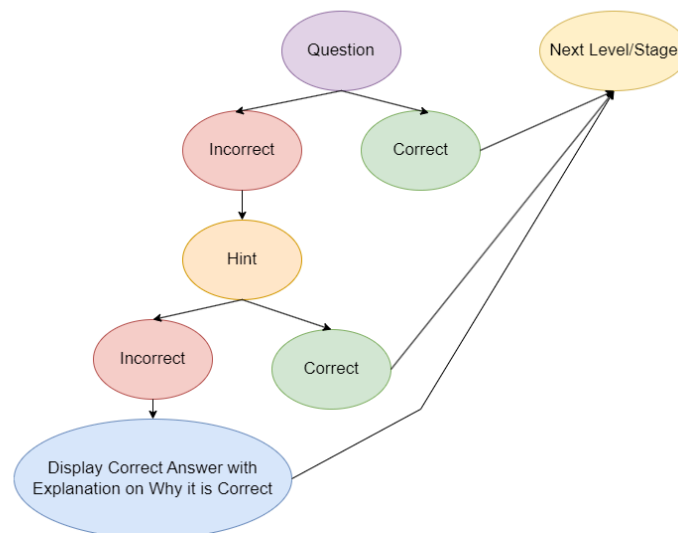 Question
Next Level/Stage
Incorrect
Correct
Hint
Incorrect
Correct
Display Correct Answer with
Explanation on Why it is Correct